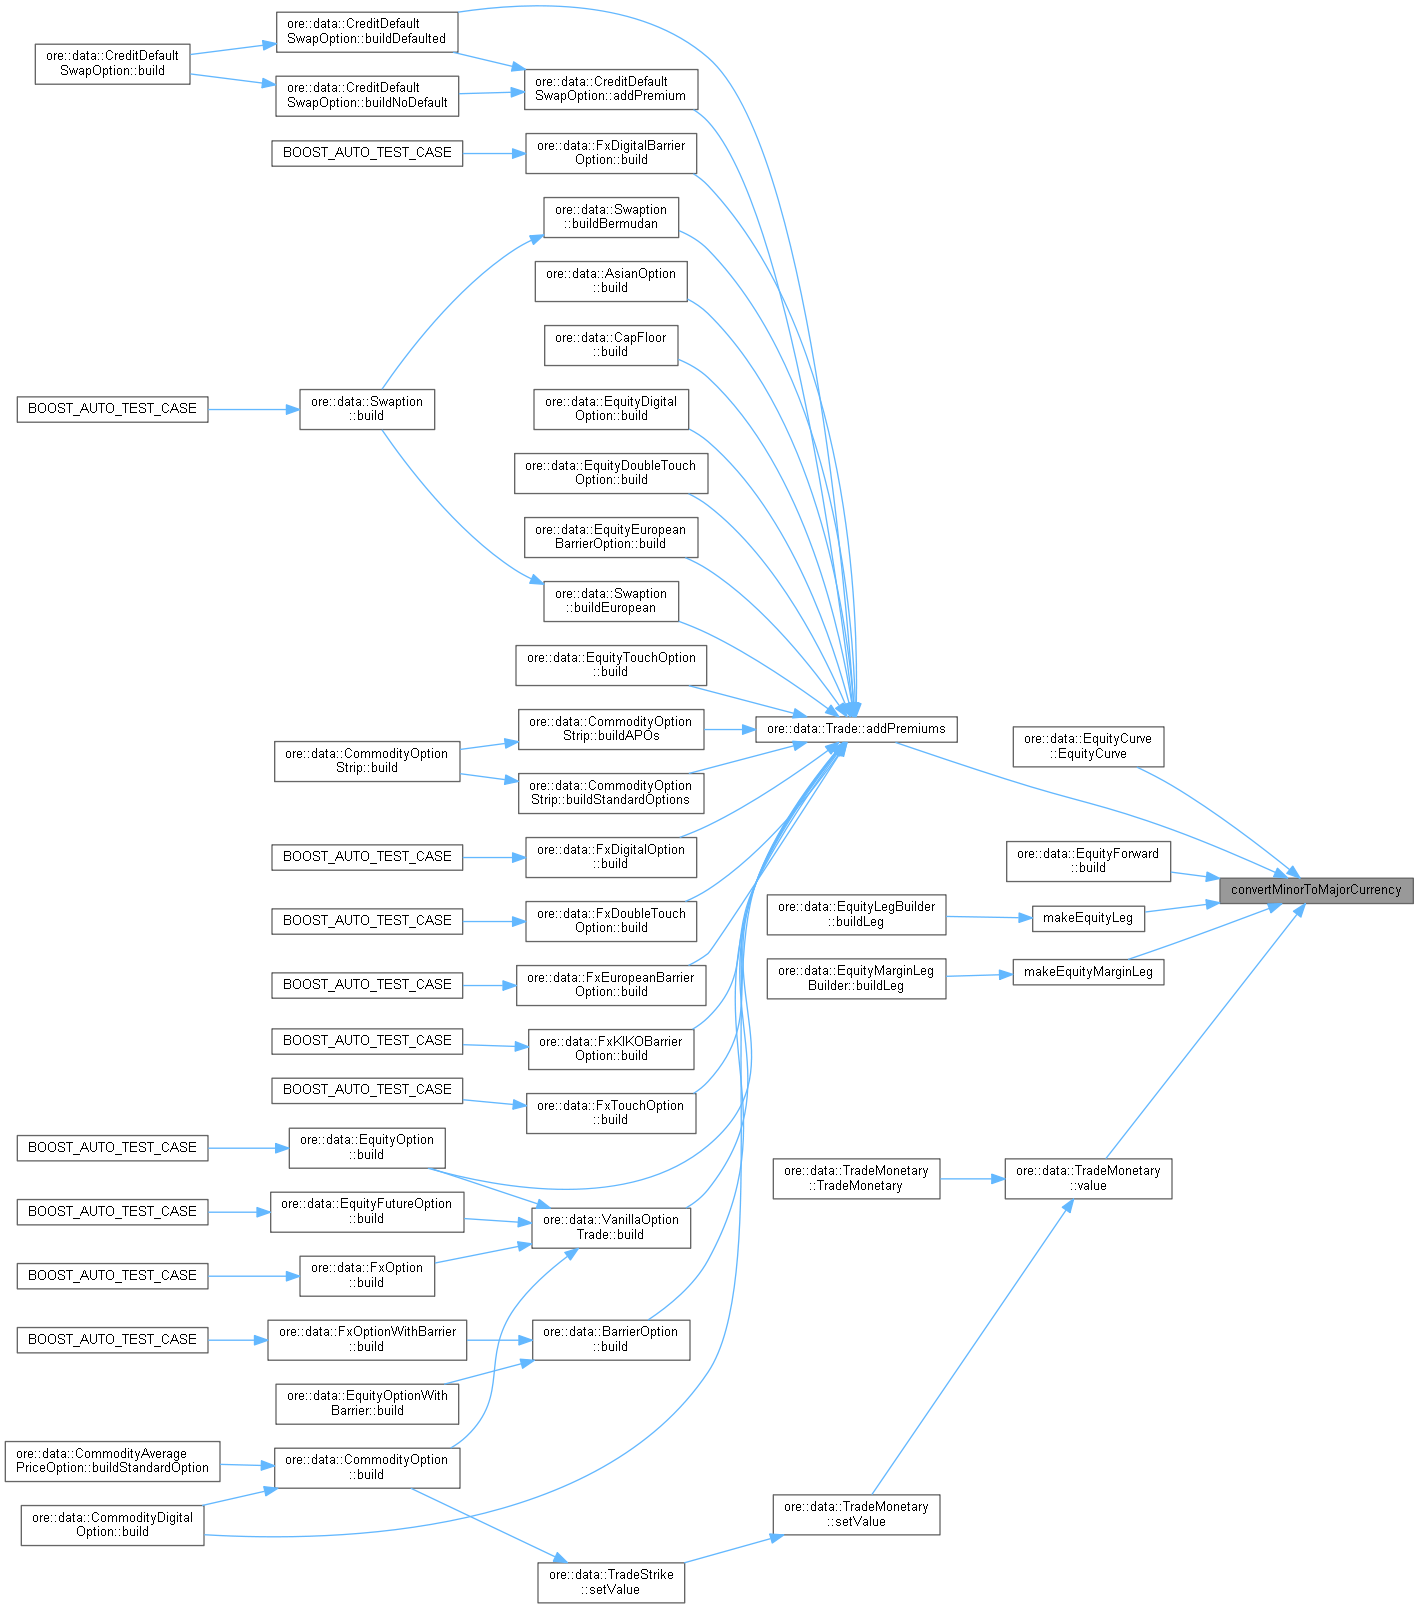 ore::data::CreditDefault
SwapOption::build
ore::data::CreditDefault
SwapOption::buildDefaulted
ore::data::CreditDefault
SwapOption::buildNoDefault
ore::data::CreditDefault
SwapOption::addPremium
BOOST_AUTO_TEST_CASE
ore::data::FxDigitalBarrier
Option::build
ore::data::Swaption
::buildBermudan
ore::data::AsianOption
::build
ore::data::CapFloor
::build
BOOST_AUTO_TEST_CASE
ore::data::Swaption
::build
ore::data::EquityDigital
Option::build
ore::data::EquityDoubleTouch
Option::build
ore::data::EquityEuropean
BarrierOption::build
ore::data::Swaption
::buildEuropean
ore::data::EquityTouchOption
::build
ore::data::CommodityOption
Strip::build
ore::data::CommodityOption
Strip::buildAPOs
ore::data::CommodityOption
Strip::buildStandardOptions
ore::data::Trade::addPremiums
ore::data::EquityCurve
::EquityCurve
BOOST_AUTO_TEST_CASE
ore::data::FxDigitalOption
::build
ore::data::EquityForward
::build
convertMinorToMajorCurrency
BOOST_AUTO_TEST_CASE
ore::data::FxDoubleTouch
Option::build
ore::data::EquityLegBuilder
::buildLeg
makeEquityLeg
BOOST_AUTO_TEST_CASE
ore::data::FxEuropeanBarrier
Option::build
ore::data::EquityMarginLeg
Builder::buildLeg
makeEquityMarginLeg
BOOST_AUTO_TEST_CASE
ore::data::FxKIKOBarrier
Option::build
BOOST_AUTO_TEST_CASE
ore::data::FxTouchOption
::build
BOOST_AUTO_TEST_CASE
ore::data::EquityOption
::build
ore::data::TradeMonetary
::TradeMonetary
ore::data::TradeMonetary
::value
BOOST_AUTO_TEST_CASE
ore::data::EquityFutureOption
::build
ore::data::VanillaOption
Trade::build
BOOST_AUTO_TEST_CASE
ore::data::FxOption
::build
BOOST_AUTO_TEST_CASE
ore::data::FxOptionWithBarrier
::build
ore::data::BarrierOption
::build
ore::data::EquityOptionWith
Barrier::build
ore::data::CommodityAverage
PriceOption::buildStandardOption
ore::data::CommodityOption
::build
ore::data::CommodityDigital
Option::build
ore::data::TradeMonetary
::setValue
ore::data::TradeStrike
::setValue